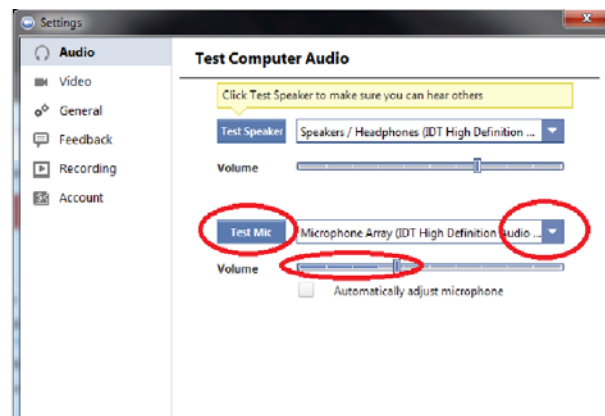 Settings
Audio
Video
General
Feedback
Recording
Account
Test Computer Audio
Click Test Speaker to make sure you can hear others
Test Speaker
Speakers / Headphones (IDT High Definition ...
Volume
Test Mic
Microphone Array (IDT High Definition Audio ...
Volume
Automatically adjust microphone